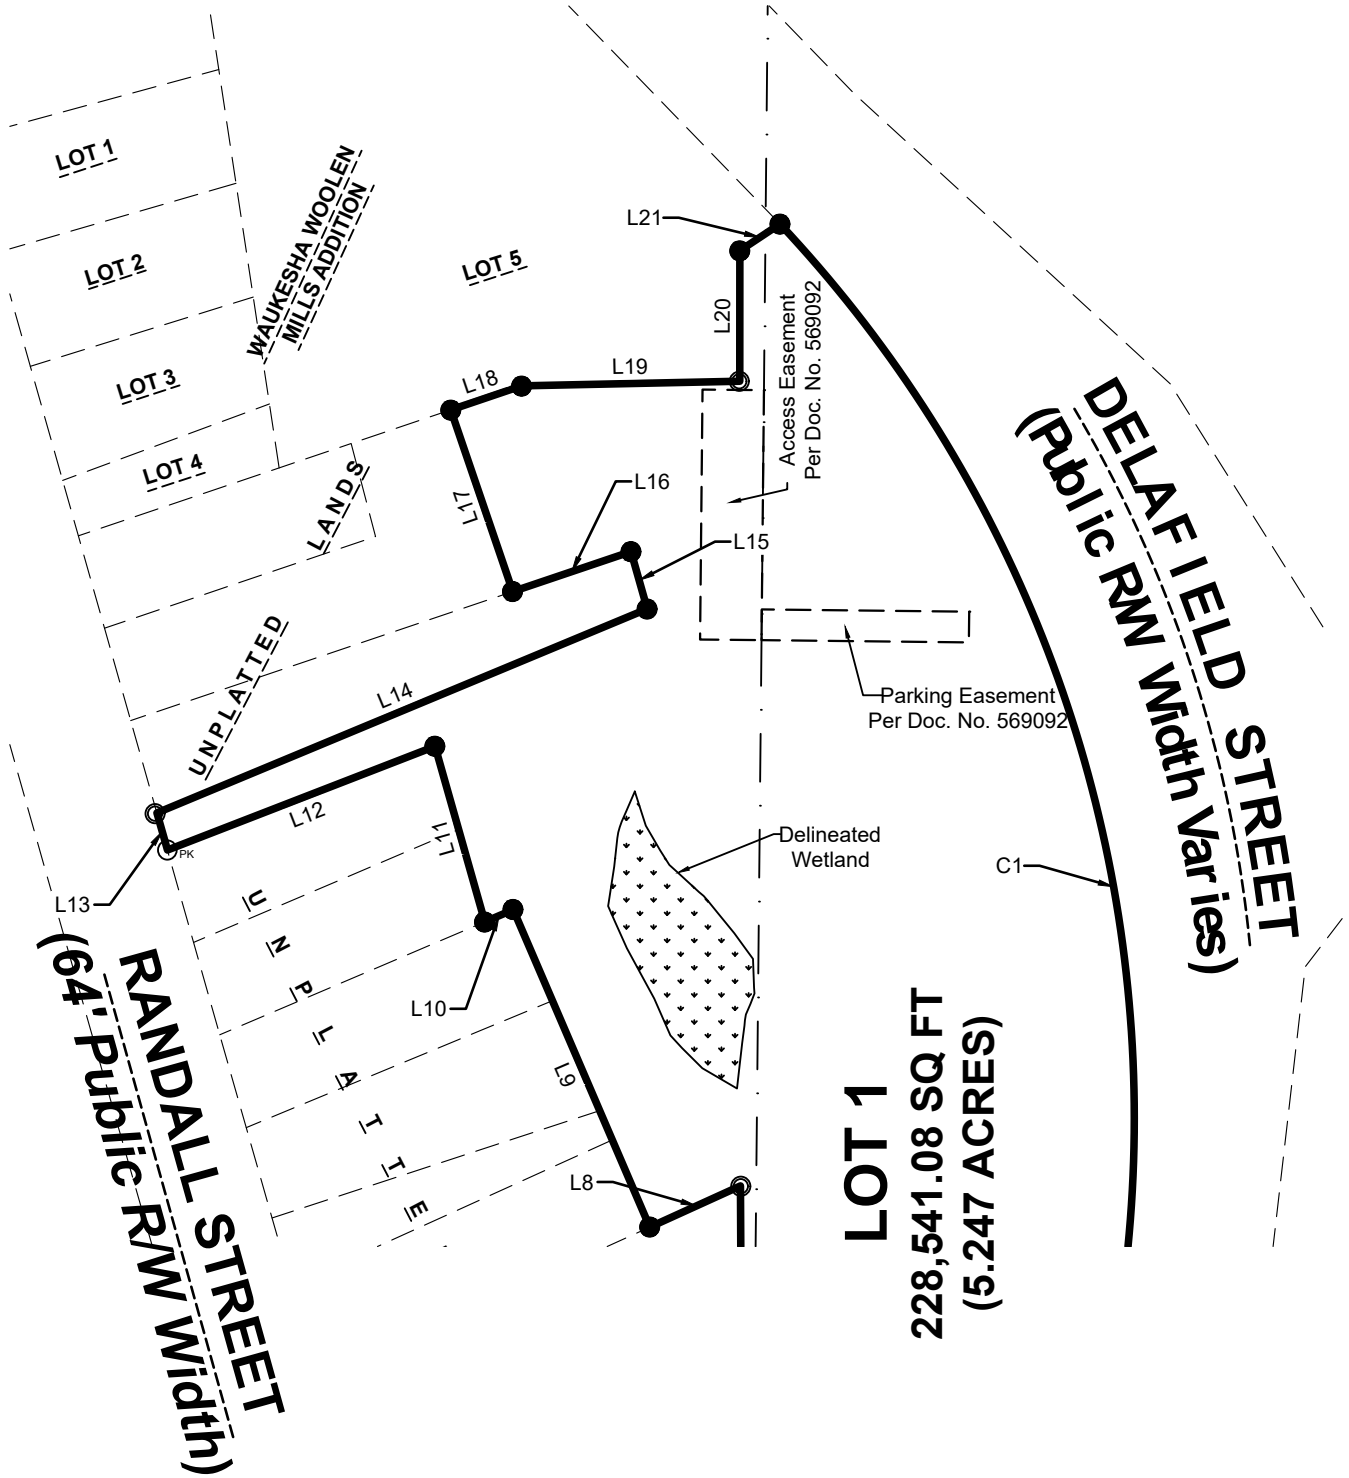 LOT 1
LOT 2
LOT 3
LOT 4
WAUKESHA WOOLEN
MILLS ADDITION
LOT 5
L21
L20
L19
L18
L17
L16
L15
Access Easement
Per Doc. No. 569092
Parking Easement
Per Doc. No. 569092
DELAFIELD STREET
(Public R/W Width Varies)
UNPLATTED
LANDS
L14
L12
L13
PK
L11
L10
L9
L8
Delineated
Wetland
C1
UNPLATTE
RANDALL STREET
(64' Public R/W Width)
LOT 1
228,541.08 SQ FT
(5.247 ACRES)